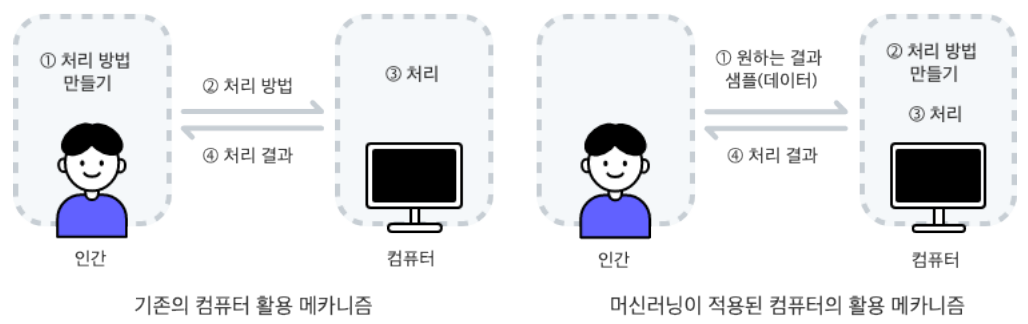 ① 처리 방법
만들기
② 처리 방법
④ 처리 결과
③ 처리
인간
컴퓨터
기존의 컴퓨터 활용 메카니즘
① 원하는 결과
샘플(데이터)
④ 처리 결과
② 처리 방법
만들기
③ 처리
인간
컴퓨터
머신러닝이 적용된 컴퓨터의 활용 메카니즘